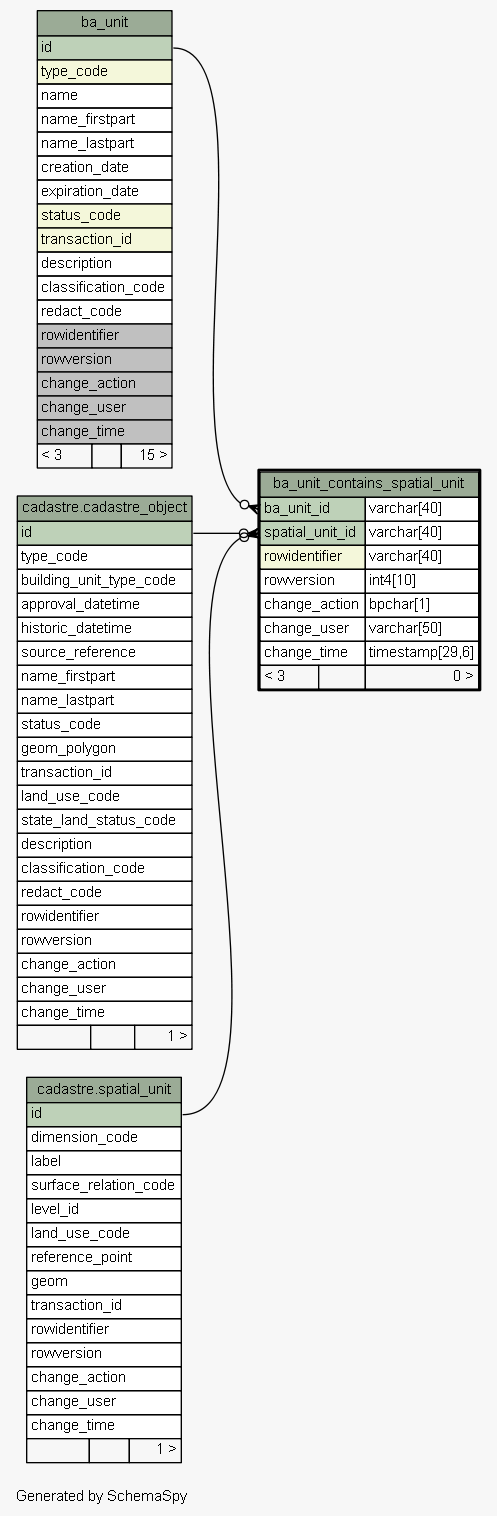 ba_unit
id
type_code
name
name_firstpart
name_lastpart
creation_date
expiration_date
status_code
transaction_id
description
classification_code
redact_code
rowidentifier
rowversion
change_action
change_user
change_time
< 3 15 >
ba_unit_contains_spatial_unit
ba_unit_id varchar[40]
spatial_unit_id varchar[40]
rowidentifier varchar[40]
rowversion int4[10]
change_action bpchar[1]
change_user varchar[50]
change_time timestamp[29,6]
< 3 0 >
cadastre.cadastre_object
id
type_code
building_unit_type_code
approval_datetime
historic_datetime
source_reference
name_firstpart
name_lastpart
status_code
geom_polygon
transaction_id
land_use_code
state_land_status_code
description
classification_code
redact_code
rowidentifier
rowversion
change_action
change_user
change_time
1 >
cadastre.spatial_unit
id
dimension_code
label
surface_relation_code
level_id
land_use_code
reference_point
geom
transaction_id
rowidentifier
rowversion
change_action
change_user
change_time
1 >
Generated by SchemaSpy